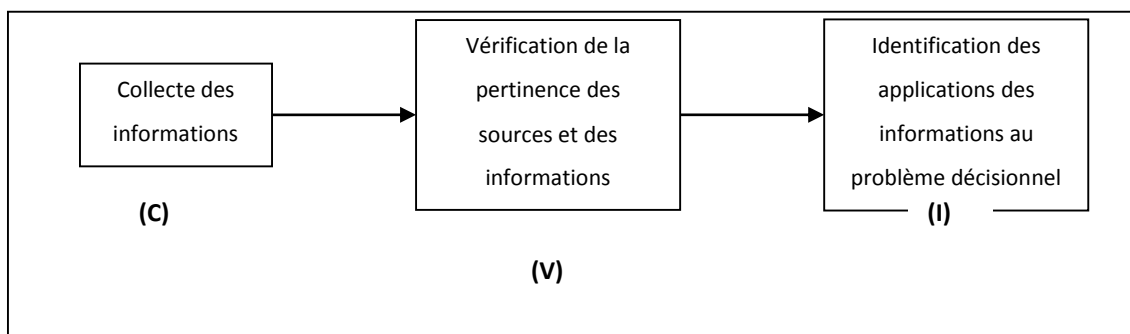 Collecte des
informations
(C)
Vérification de la
pertinence des
sources et des
informations
(V)
Identification des
applications des
informations au
problème décisionnel
(I)